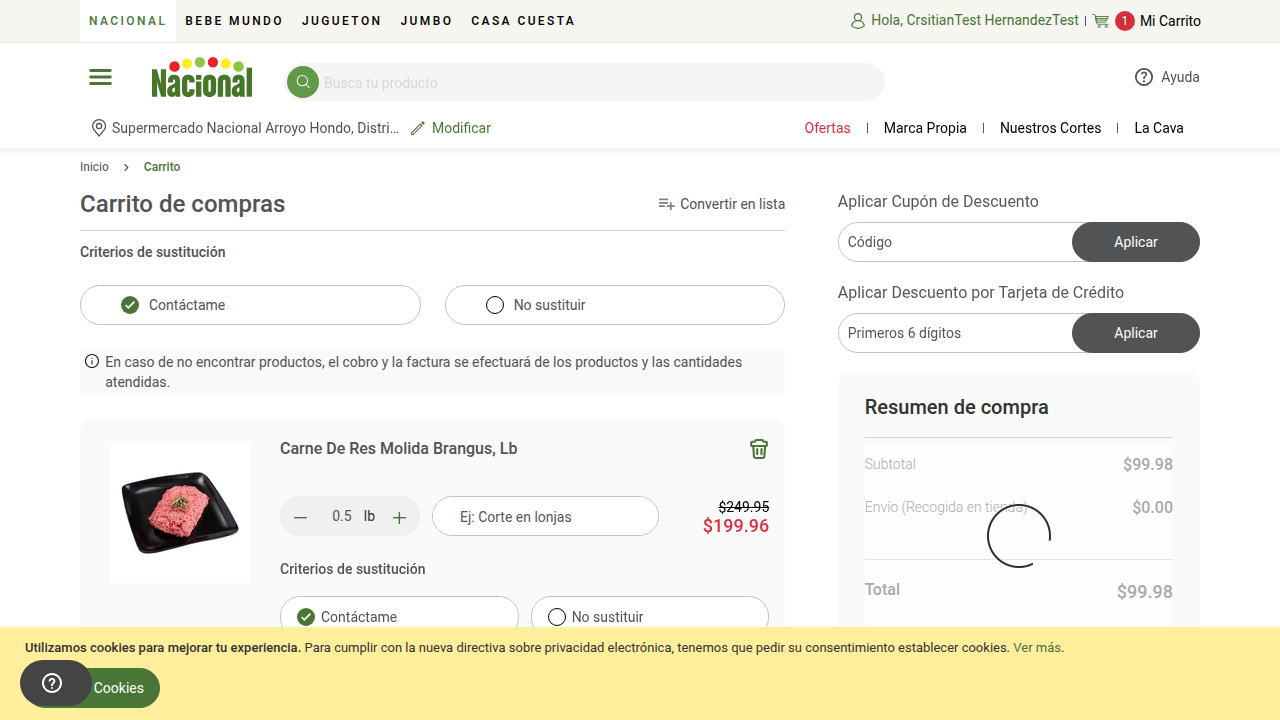 NACIONAL BEBE MUNDO JUGUETON JUMBO CASA CUESTA
Hola, CrsitianTest HernandezTest | 1 Mi Carrito
Nacional
Busca tu producto
Ayuda
Supermercado Nacional Arroyo Hondo, Distri... Modificar
Ofertas | Marca Propia | Nuestros Cortes | La Cava
Inicio > Carrito
Carrito de compras
Convertir en lista
Criterios de sustitución
Contáctame
No sustituir
En caso de no encontrar productos, el cobro y la factura se efectuará de los productos y las cantidades
atendidas.
Carne De Res Molida Brangus, Lb
0.5 lb
Ej: Corte en lonjas
$249.95
$199.96
Criterios de sustitución
Contáctame
No sustituir
Aplicar Cupón de Descuento
Código
Aplicar
Aplicar Descuento por Tarjeta de Crédito
Primeros 6 dígitos
Aplicar
Resumen de compra
Subtotal $99.98
Envío (Recogida en tienda) $0.00
Total $99.98
Utilizamos cookies para mejorar tu experiencia. Para cumplir con la nueva directiva sobre privacidad electrónica, tenemos que pedir su consentimiento establecer cookies. Ver más.
Cookies